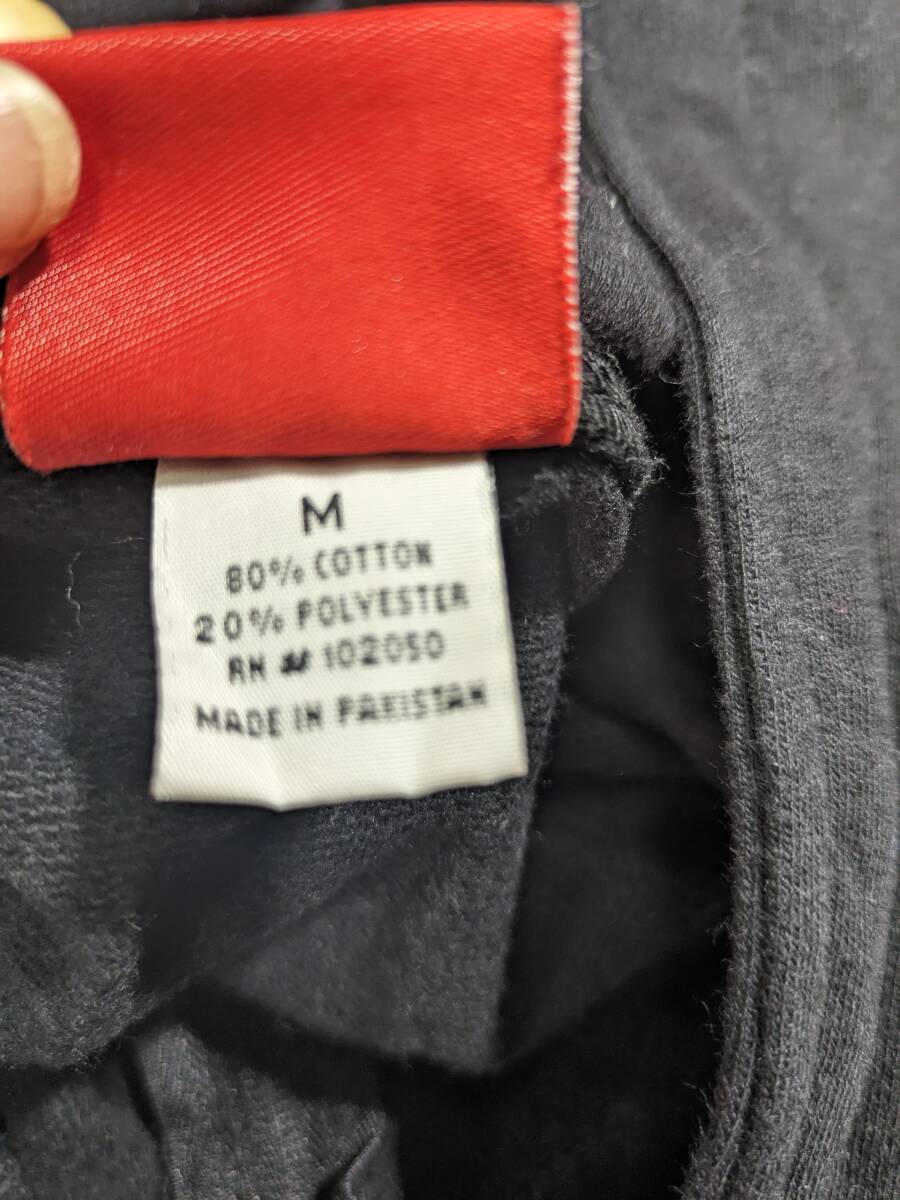 M
80% COTTON
20% POLYESTER
RN # 102050
MADE IN PAKISTAN